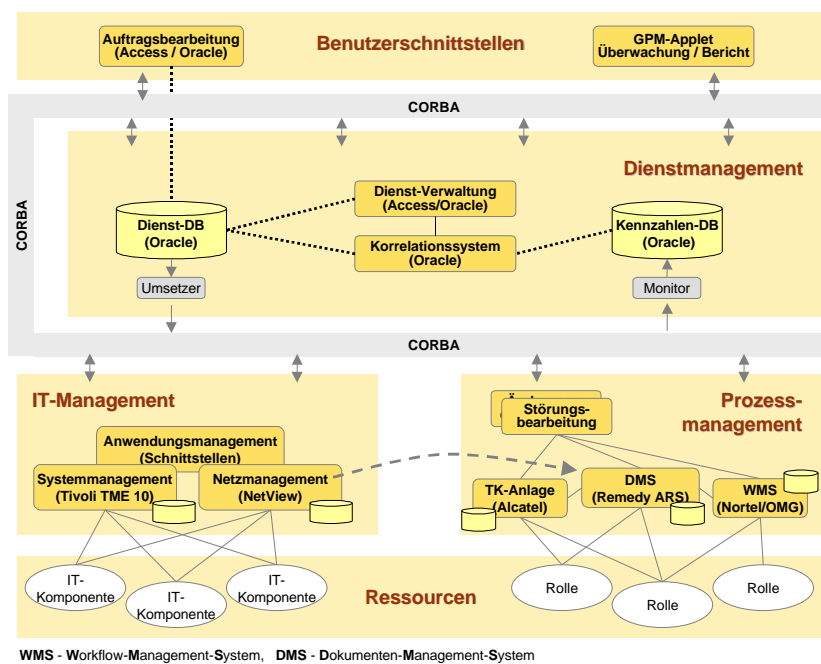 Auftragsbearbeitung
(Access / Oracle)
Benutzerschnittstellen
GPM-Applet
Überwachung / Bericht
CORBA
CORBA
Dienstmanagement
Dienst-Verwaltung
(Access/Oracle)
Dienst-DB
(Oracle)
Korrelationssystem
(Oracle)
Kennzahlen-DB
(Oracle)
Umsetzer
Monitor
CORBA
IT-Management
Anwendungsmanagement
(Schnittstellen)
Systemmanagement
(Tivoli TME 10)
Netzmanagement
(NetView)
Störungs-
bearbeitung
Prozess-
management
TK-Anlage
(Alcatel)
DMS
(Remedy ARS)
WMS
(Nortel/OMG)
IT-
Komponente
IT-
Komponente
IT-
Komponente
Ressourcen
Rolle
Rolle
Rolle
WMS - Workflow-Management-System, DMS - Dokumenten-Management-System